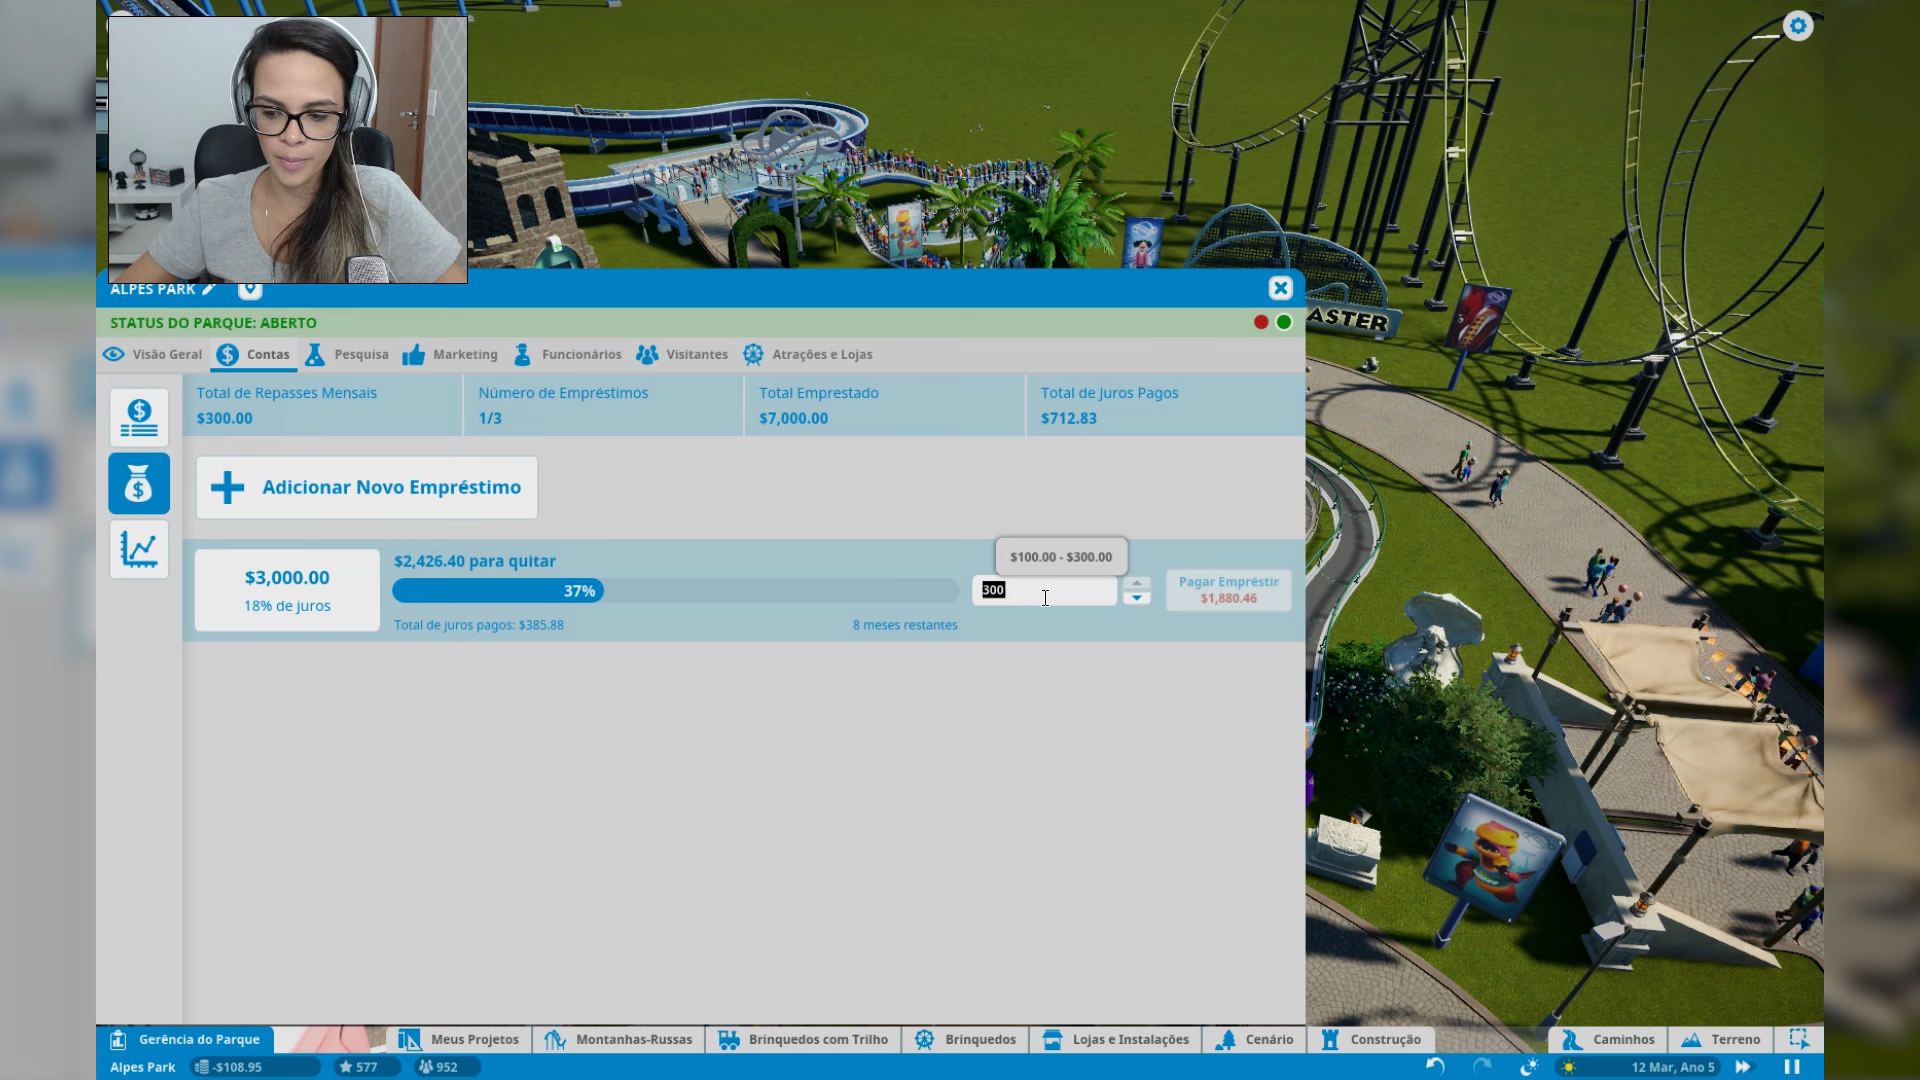 ASTER
ALPES PARK
STATUS DO PARQUE: ABERTO
Visão Geral
Contas
Pesquisa
Marketing
Funcionários
Visitantes
Atrações e Lojas
Total de Repasses Mensais
$300.00
Número de Empréstimos
1/3
Total Emprestado
$7,000.00
Total de Juros Pagos
$712.83
Adicionar Novo Empréstimo
$3,000.00
18% de juros
$2,426.40 para quitar
37%
Total de juros pagos: $385.88
8 meses restantes
$100.00 - $300.00
300
Pagar Empréstir
$1,880.46
Gerência do Parque
Meus Projetos
Montanhas-Russas
Brinquedos com Trilho
Brinquedos
Lojas e Instalações
Cenário
Construção
Caminhos
Terreno
Alpes Park
-$108.95
577
952
12 Mar, Ano 5